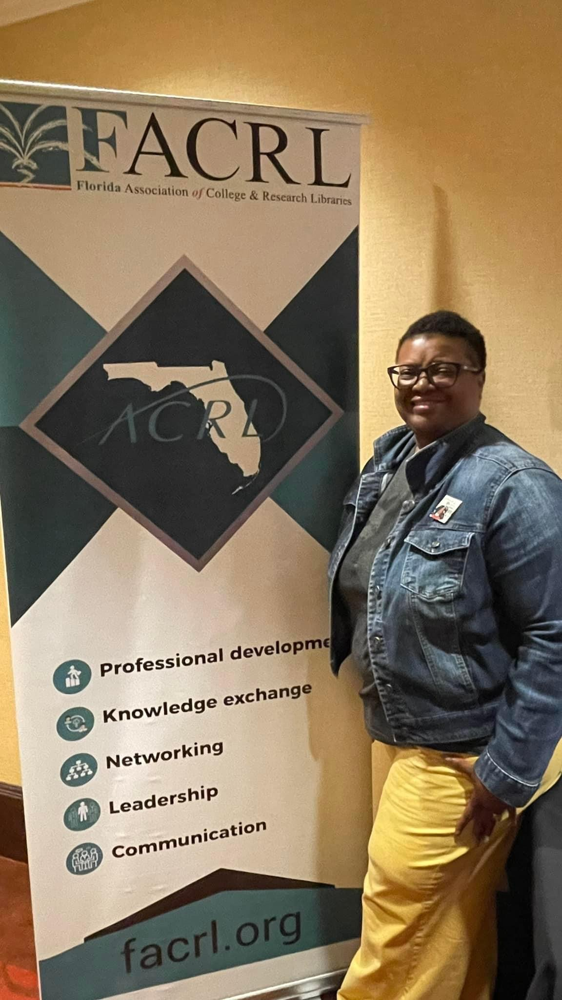 FACRL
Florida Association of College & Research Libraries
ACRL
Professional developme
Knowledge exchange
Networking
Leadership
Communication
facrl.org